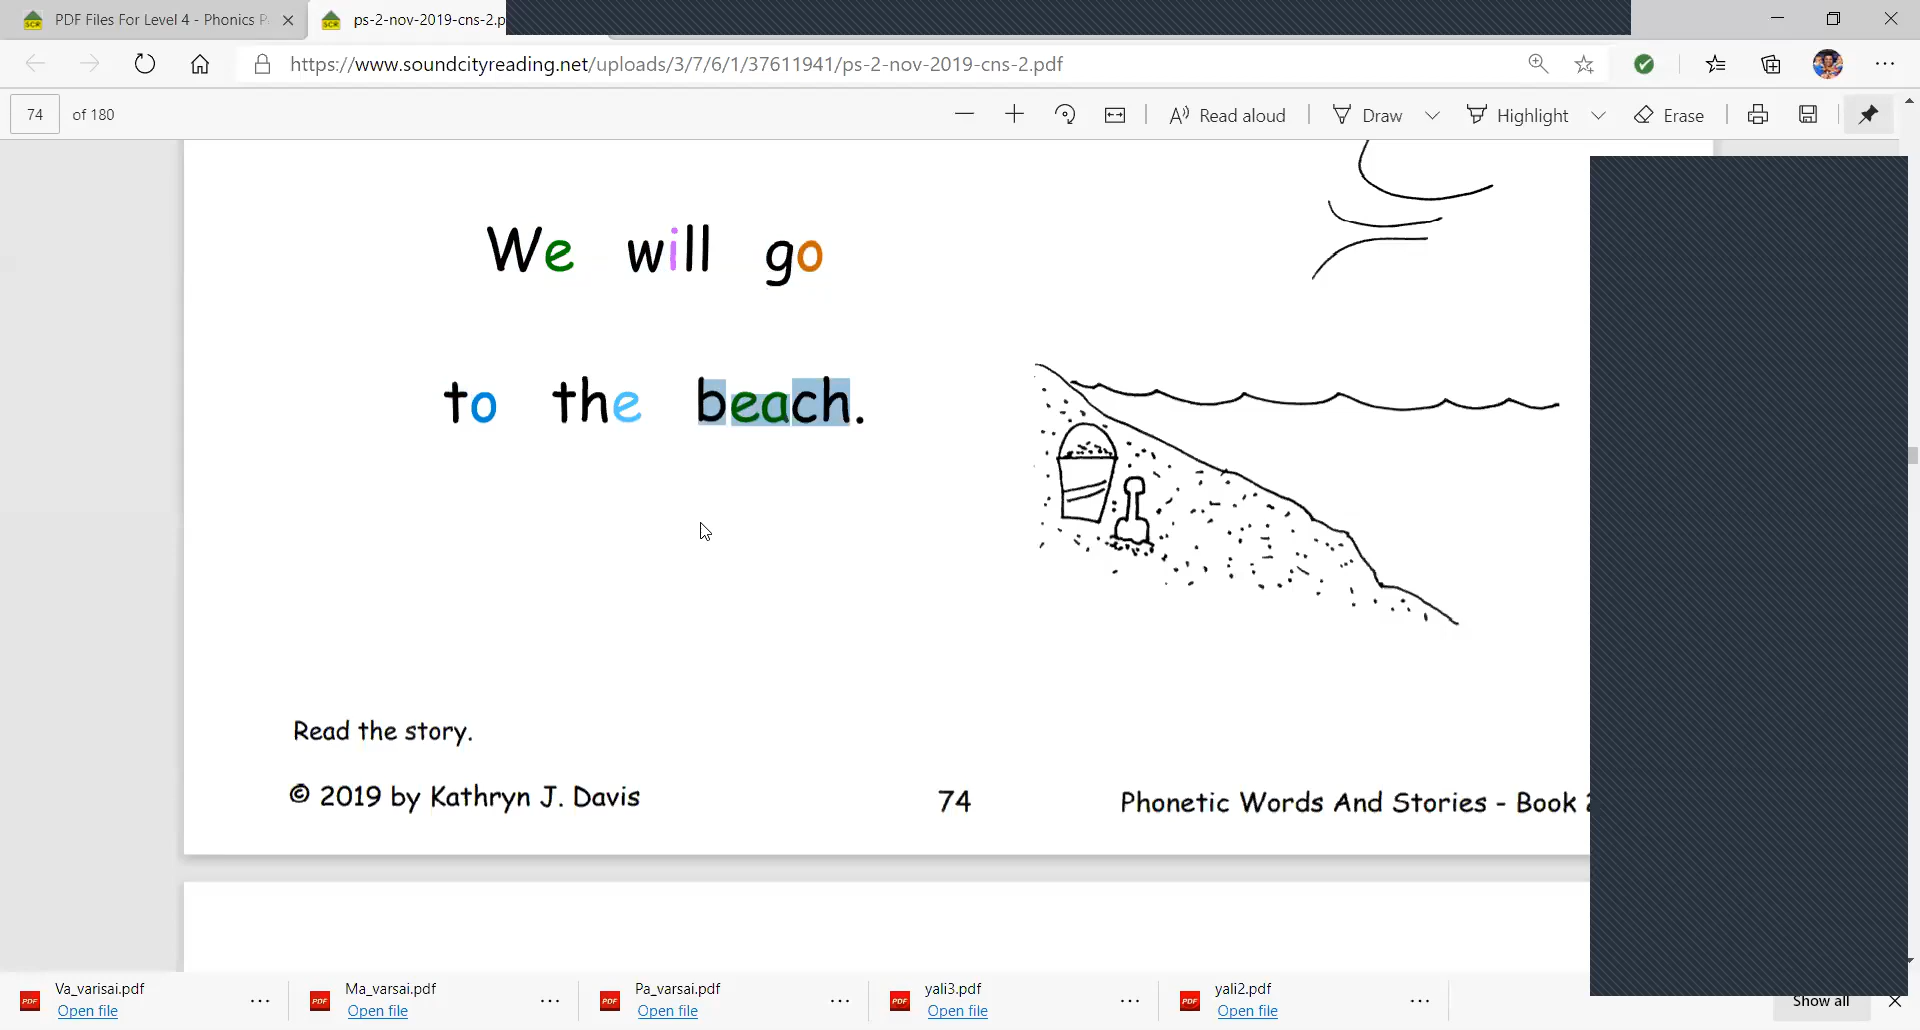 PDF Files For Level 4 - Phonics P
ps-2-nov-2019-cns-2.p
https://www.soundcityreading.net/uploads/3/7/6/1/37611941/ps-2-nov-2019-cns-2.pdf
74 of 180
Read aloud
Draw
Highlight
Erase
We will go
to the beach.
Read the story.
© 2019 by Kathryn J. Davis
74
Phonetic Words And Stories - Book
Va_varisai.pdf
Open file
Ma_varsai.pdf
Open file
Pa_varsai.pdf
Open file
yali3.pdf
Open file
yali2.pdf
Open file
Show all